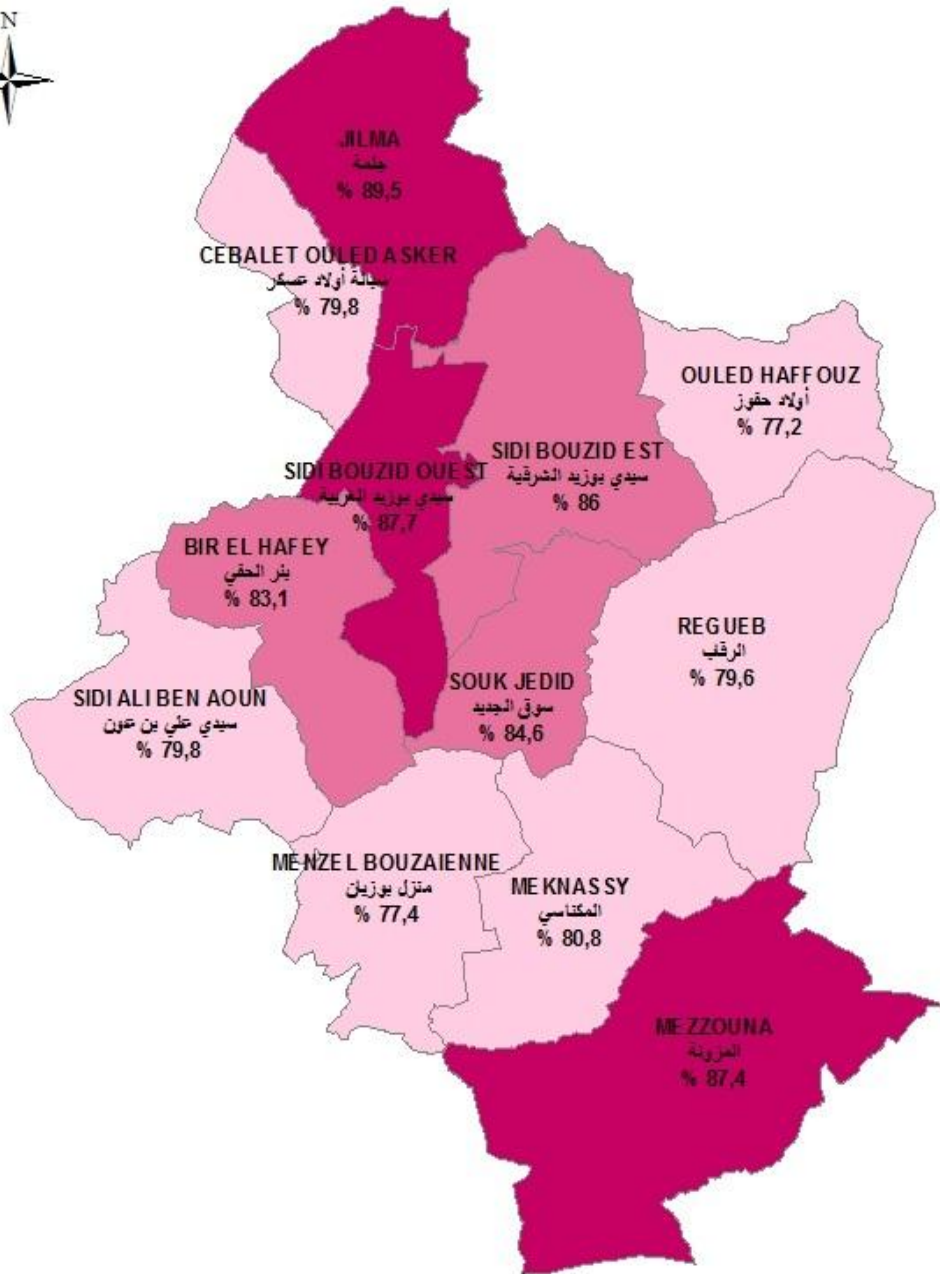 N
JILMA
جلمة
% 89,5
CEBALET OULED ASKER
سبالة أولاد عسكر
% 79,8
OULED HAFFOUZ
أولاد حفوز
% 77,2
SIDI BOUZID EST
سيدي بوزيد الشرقية
% 86
SIDI BOUZID OUEST
سيدي بوزيد الغربية
% 87,7
BIR EL HAFEY
بئر الحفي
% 83,1
REGUEB
الرقاب
% 79,6
SOUK JEDID
سوق الجديد
% 84,6
SIDI ALI BEN AOUN
سيدي علي بن عون
% 79,8
MENZEL BOUZAIENNE
منزل بوزيان
% 77,4
MEKNASSY
المكناسي
% 80,8
MEZZOUNA
المزونة
% 87,4